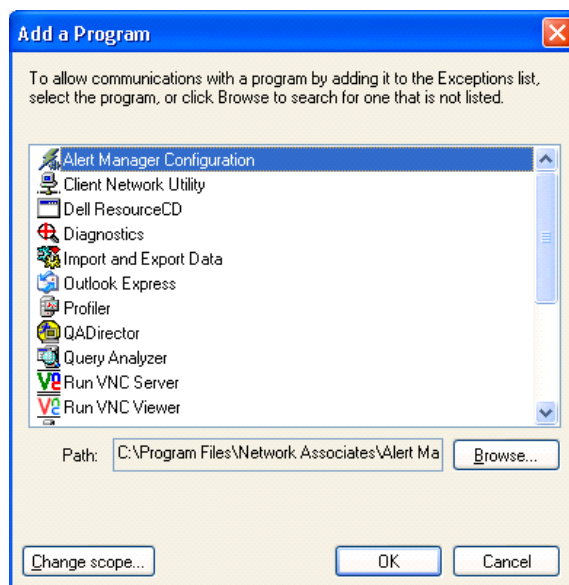 Add a Program
To allow communications with a program by adding it to the Exceptions list,
select the program, or click Browse to search for one that is not listed.
Alert Manager Configuration
Client Network Utility
Dell ResourceCD
Diagnostics
Import and Export Data
Outlook Express
Profiler
QADirector
Query Analyzer
Run VNC Server
Run VNC Viewer
Path: C:\Program Files\Network Associates\Alert Ma Browse...
Change scope... OK Cancel